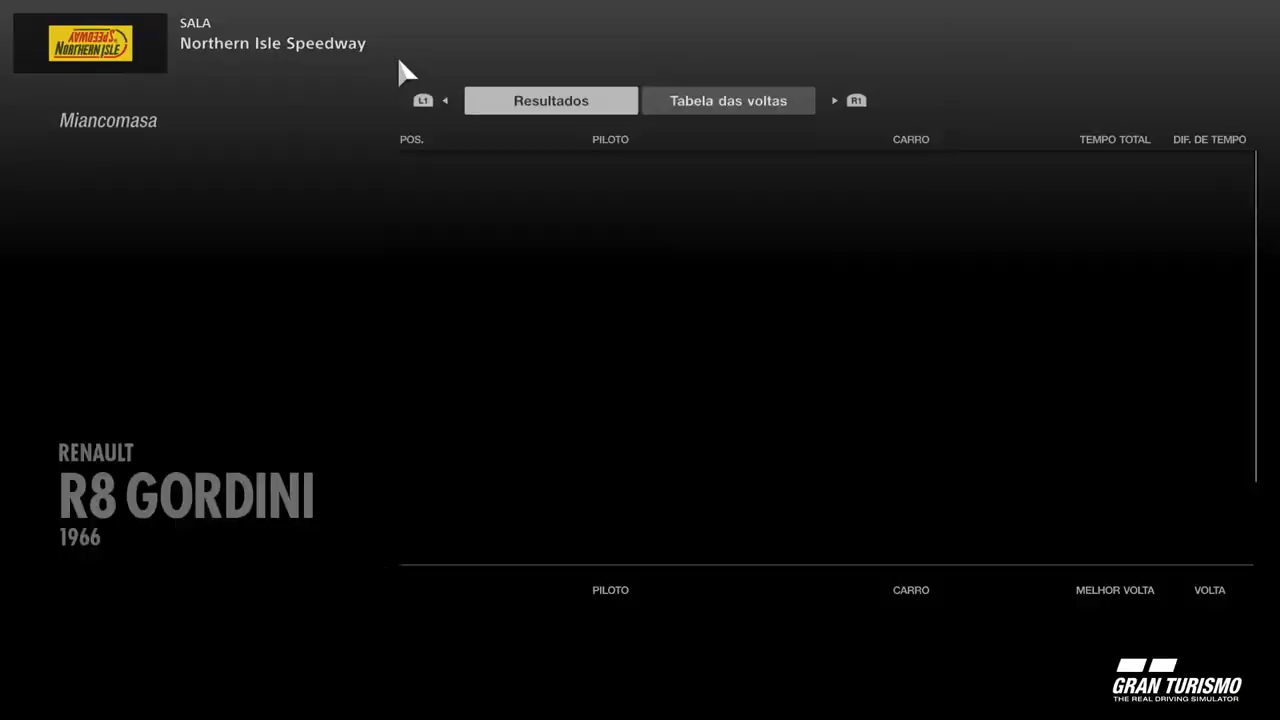 SALA
Northern Isle Speedway
SPEEDWAY
NORTHERN ISLE
L1
Resultados
Tabela das voltas
R1
Miancomasa
POS.
PILOTO
CARRO
TEMPO TOTAL
DIF. DE TEMPO
RENAULT
R8 GORDINI
1966
PILOTO
CARRO
MELHOR VOLTA
VOLTA
GRAN TURISMO
THE REAL DRIVING SIMULATOR